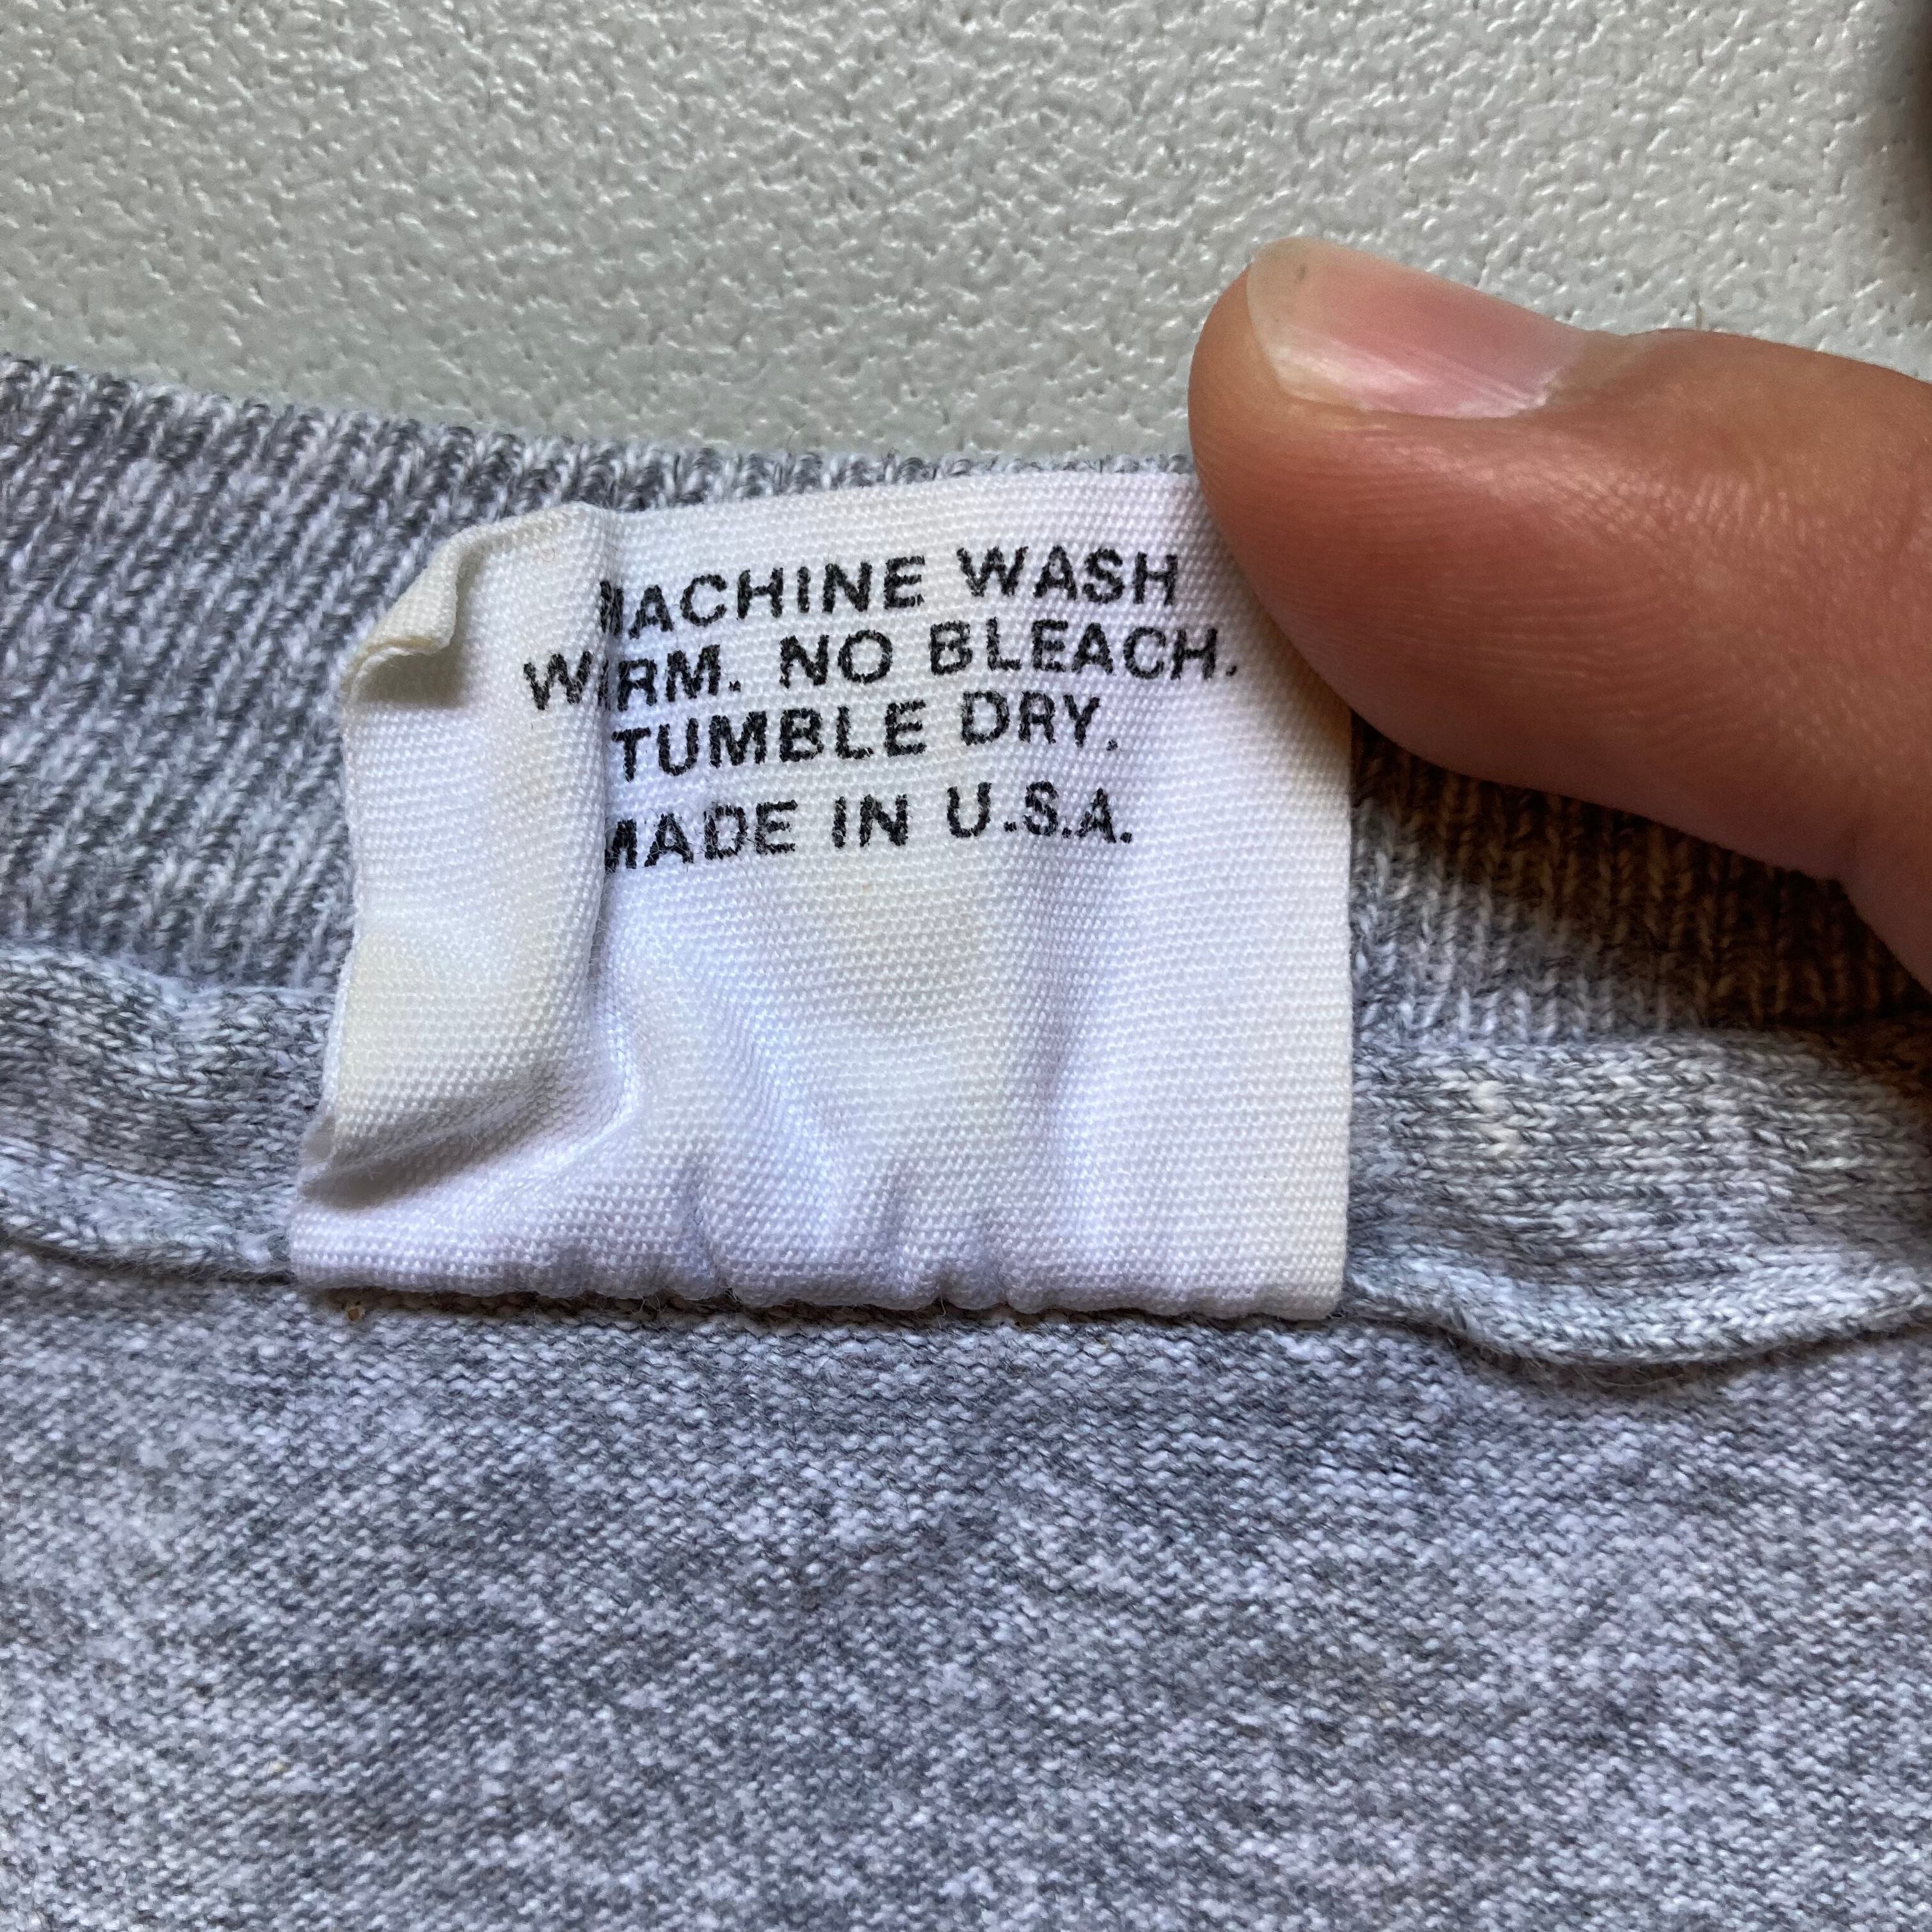 MACHINE WASH
WARM. NO BLEACH.
TUMBLE DRY.
MADE IN U.S.A.